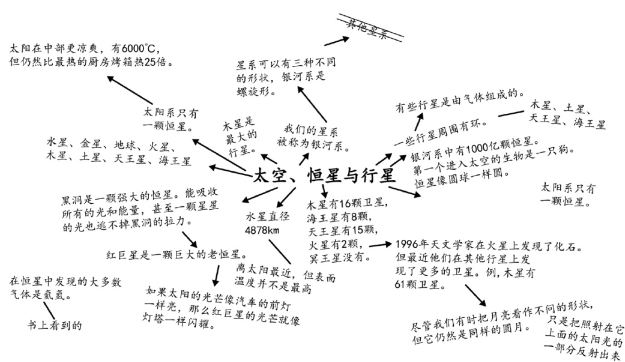 其他星系
太阳在中部更凉爽，有6000℃，
但仍然比最热的厨房烤箱热25倍。
星系可以有三种不同
的形状，银河系是
螺旋形。
太阳系只有
一颗恒星。
木星是
最大的
行星。
我们的星系
被称为银河系。
有些行星是由气体组成的。
一些行星周围有环。
木星、土星、
天王星、海王星
水星、金星、地球、火星、
木星、土星、天王星、海王星
银河系中有1000亿颗恒星。
第一个进入太空的生物是一只狗。
恒星像圆球一样圆。
太空、恒星与行星
太阳系只有
一颗恒星。
黑洞是一颗强大的恒星。能吸收
所有的光和能量，甚至一颗星星
的光也逃不掉黑洞的拉力。
水星直径
4878km
木星有16颗卫星，
海王星有8颗，
天王星有15颗，
火星有2颗，
冥王星没有。
红巨星是一颗巨大的老恒星。
离太阳最近，但表面
温度并不是最高
1996年天文学家在火星上发现了化石。
但最近他们在其他行星上发
现了更多的卫星。例,木星有
61颗卫星。
在恒星中发现的大多数
气体是氦氢。
书上看到的
如果太阳的光芒像汽车的前灯
一样亮，那么红巨星的光芒就像
灯塔一样闪耀。
尽管我们有时把月亮看作不同的形状，
但它仍然是同样的圆月。
只是把照射在它
上面的太阳光的
一部分反射出来